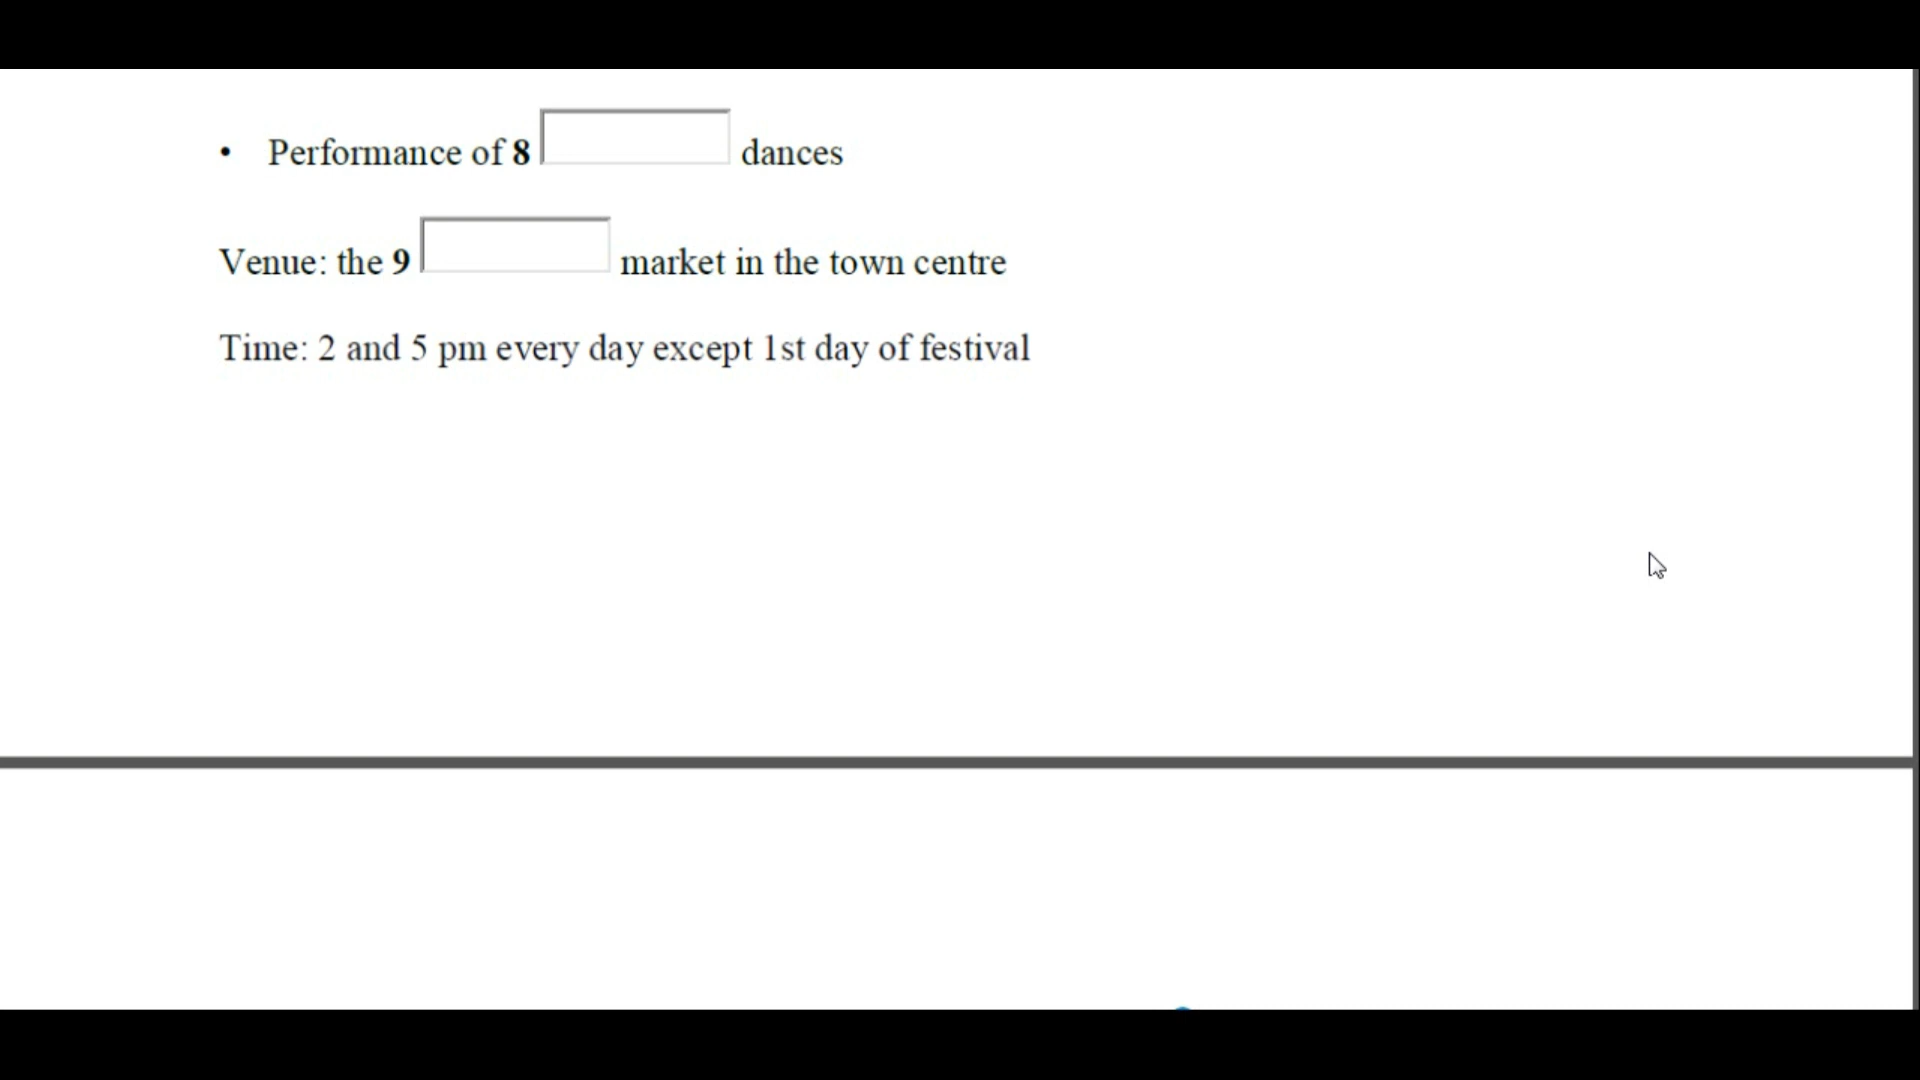 • Performance of 8 dances
Venue: the 9 market in the town centre
Time: 2 and 5 pm every day except 1st day of festival